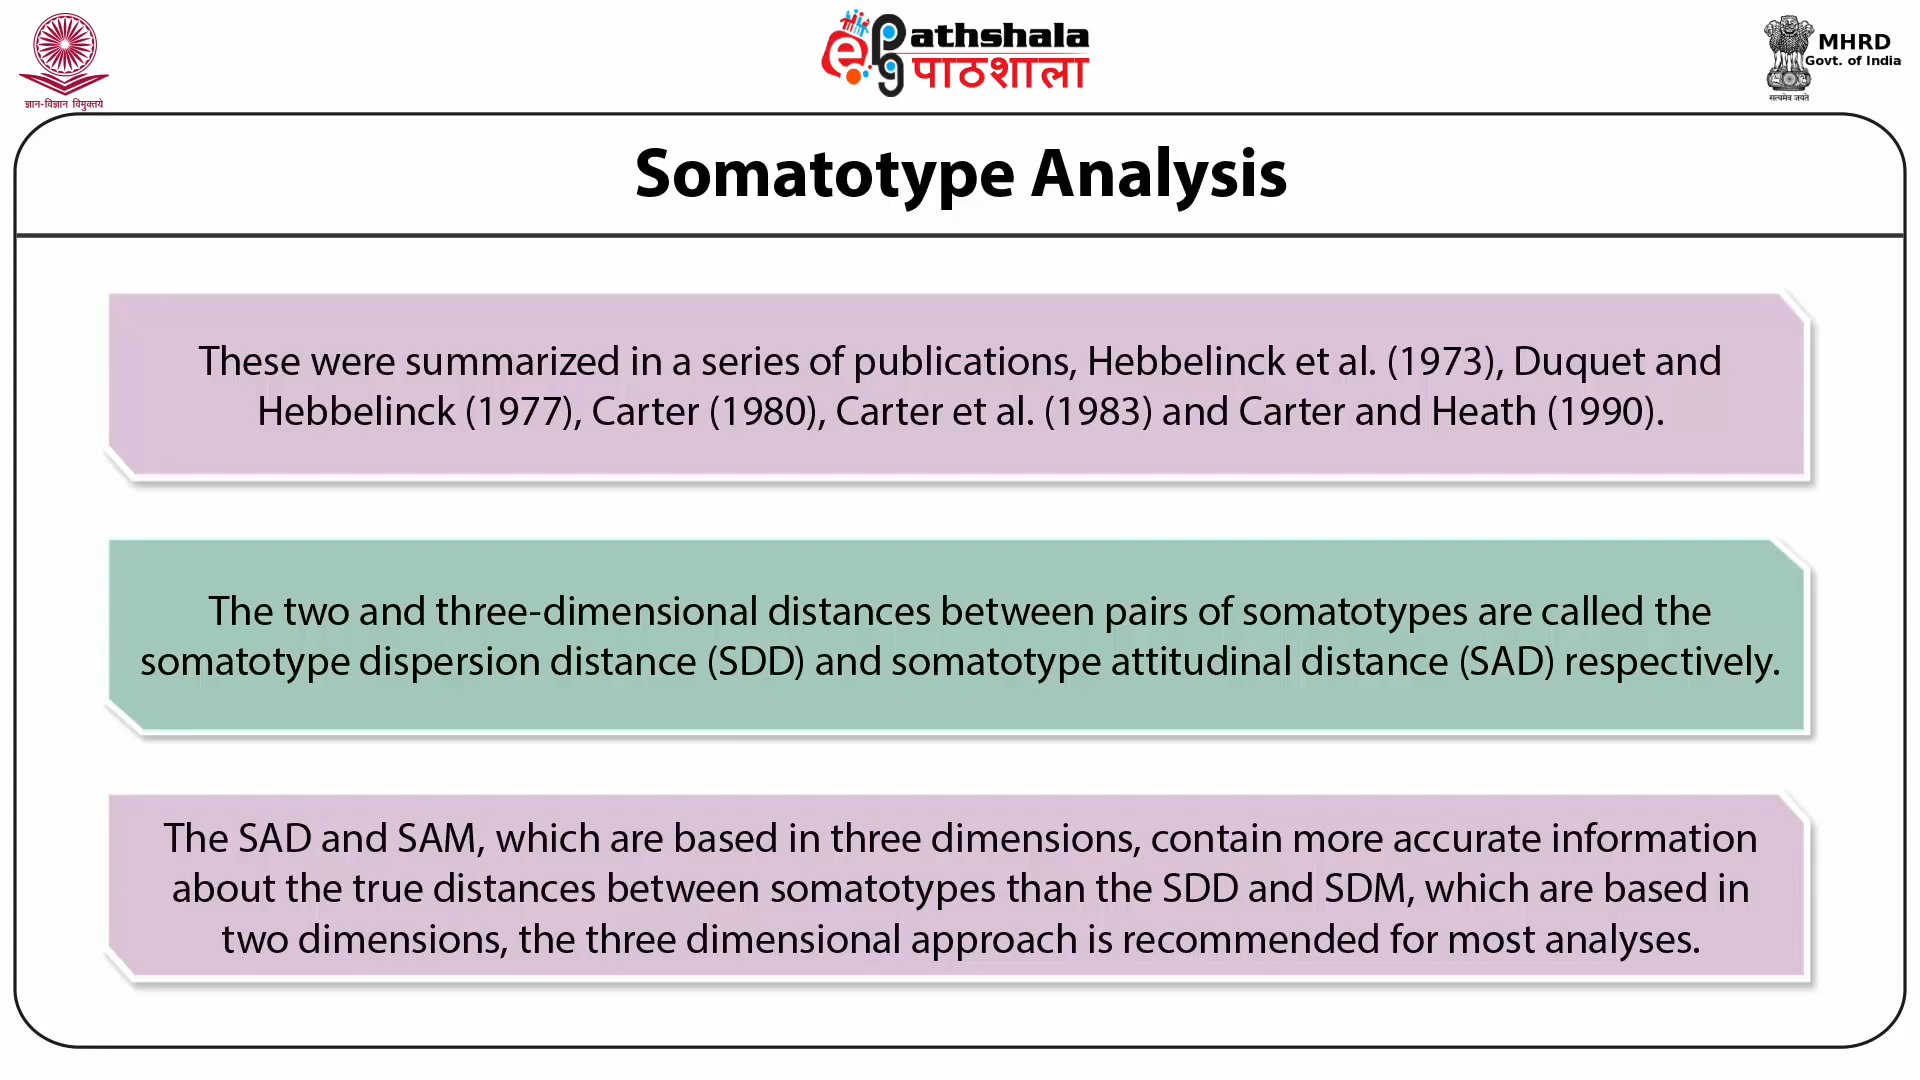 ज्ञान-विज्ञान विमुक्तये
ePG athshala
पाठशाला
MHRD
Govt. of India
सत्यमेव जयते
Somatotype Analysis
These were summarized in a series of publications, Hebbelinck et al. (1973), Duquet and
Hebbelinck (1977), Carter (1980), Carter et al. (1983) and Carter and Heath (1990).
The two and three-dimensional distances between pairs of somatotypes are called the
somatotype dispersion distance (SDD) and somatotype attitudinal distance (SAD) respectively.
The SAD and SAM, which are based in three dimensions, contain more accurate information
about the true distances between somatotypes than the SDD and SDM, which are based in
two dimensions, the three dimensional approach is recommended for most analyses.